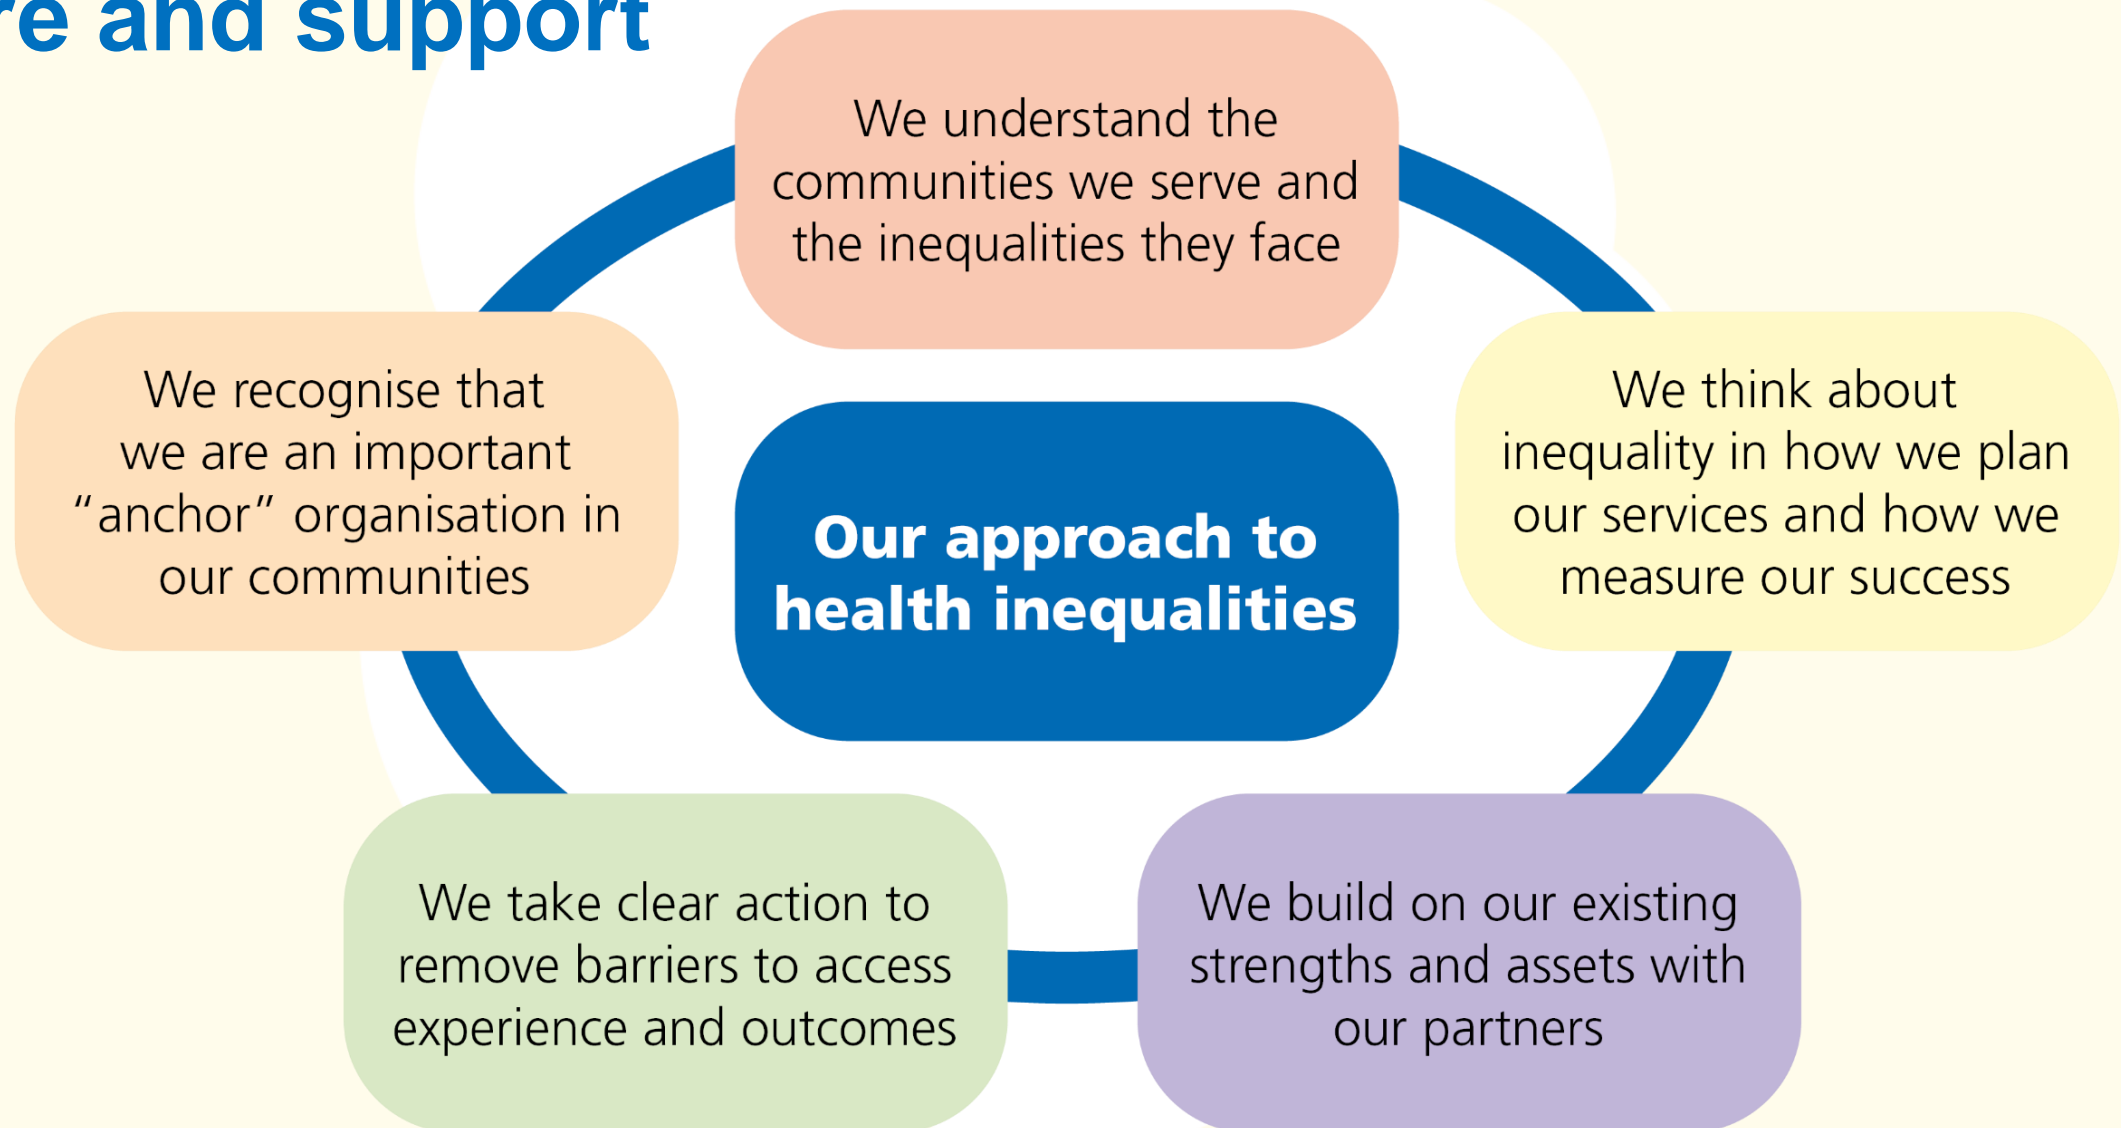 and support
We understand the
communities we serve and
the inequalities they face
We recognise that
we are an important
“anchor” organisation in
our communities
Our approach to
health inequalities
We think about
inequality in how we plan
our services and how we
measure our success
We take clear action to
remove barriers to access
experience and outcomes
We build on our existing
strengths and assets with
our partners